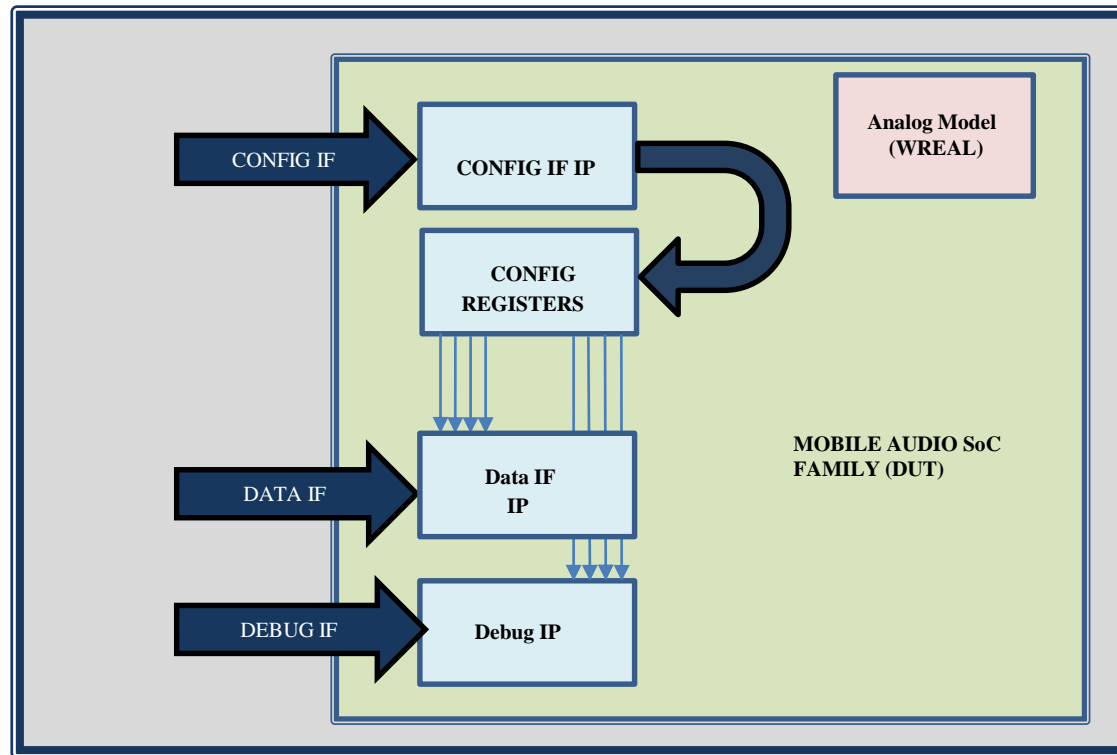 Analog Model
(WREAL)
CONFIG IF
CONFIG IF IP
CONFIG
REGISTERS
MOBILE AUDIO SoC
FAMILY (DUT)
DATA IF
Data IF
IP
DEBUG IF
Debug IP